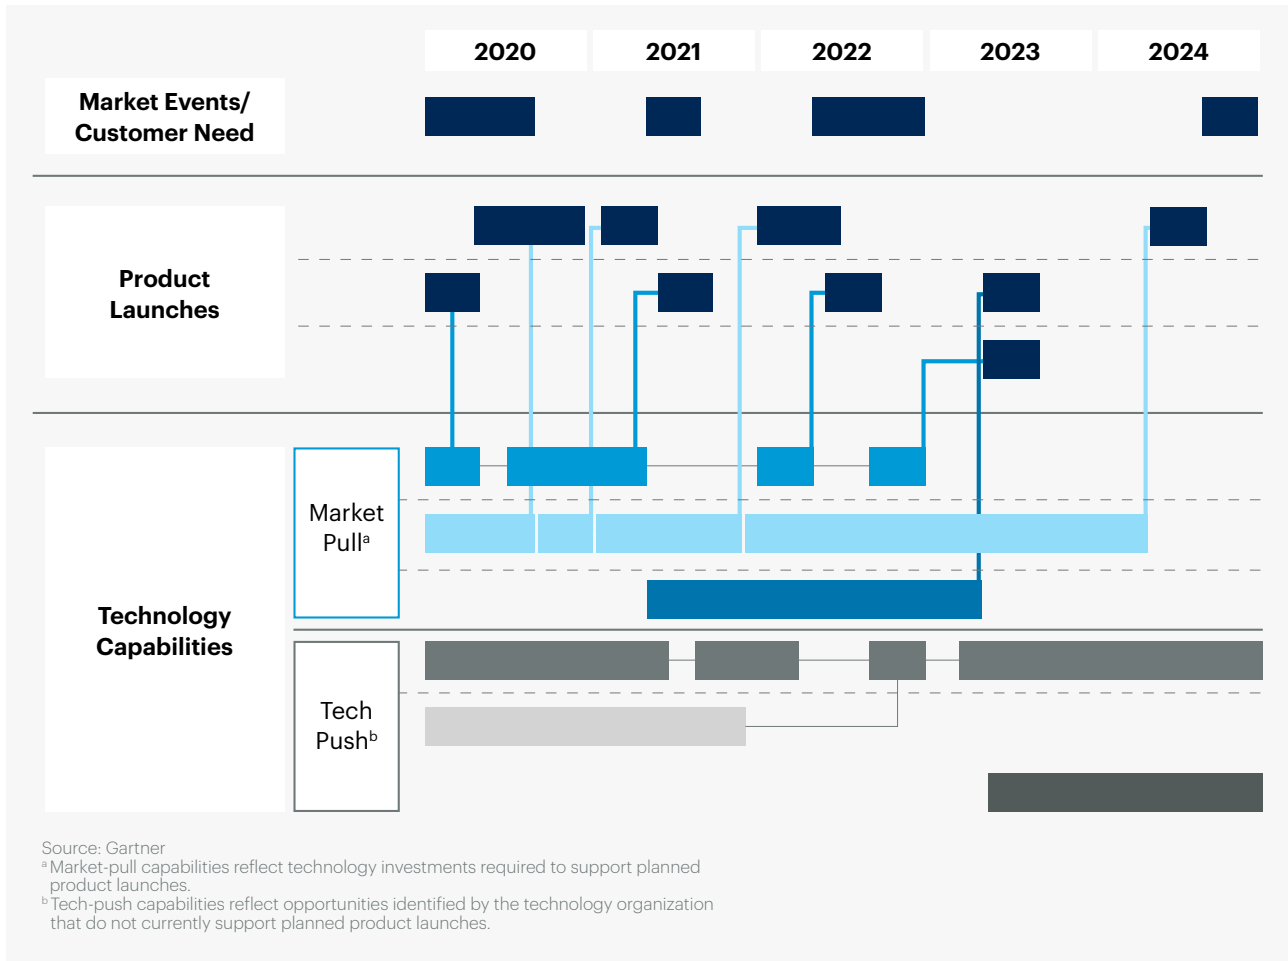 2020 2021 2022 2023 2024
Market Events/
Customer Need
Product
Launches
Market
Pullᵃ
Technology
Capabilities
Tech
Pushᵇ
Source: Gartner
ᵃ Market-pull capabilities reflect technology investments required to support planned
product launches.
ᵇ Tech-push capabilities reflect opportunities identified by the technology organization
that do not currently support planned product launches.